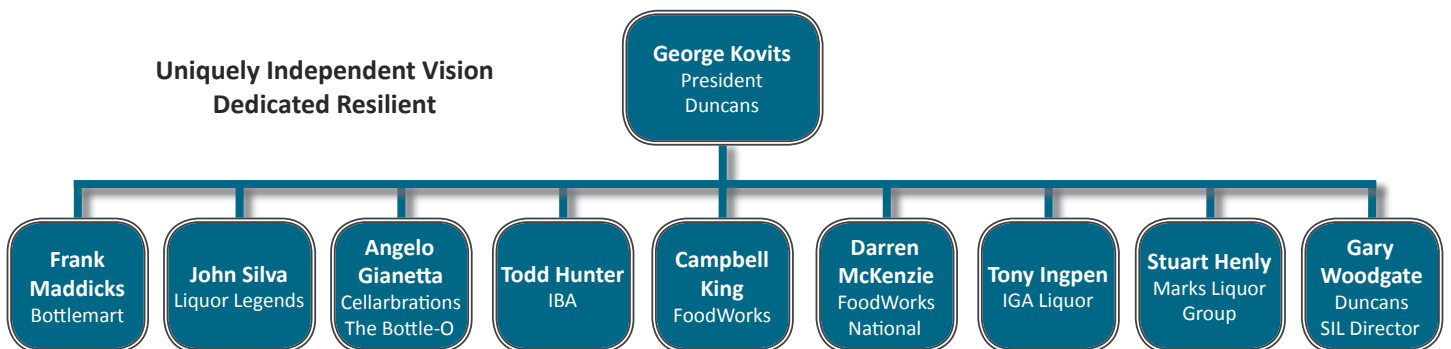 Uniquely Independent Vision
Dedicated Resilient
George Kovits
President
Duncans
Frank
Maddicks
Bottlemart
John Silva
Liquor Legends
Angelo
Gianetta
Cellarbrations
The Bottle-O
Todd Hunter
IBA
Campbell
King
FoodWorks
Darren
McKenzie
FoodWorks
National
Tony Ingpen
IGA Liquor
Stuart Henly
Marks Liquor
Group
Gary
Woodgate
Duncans
SIL Director